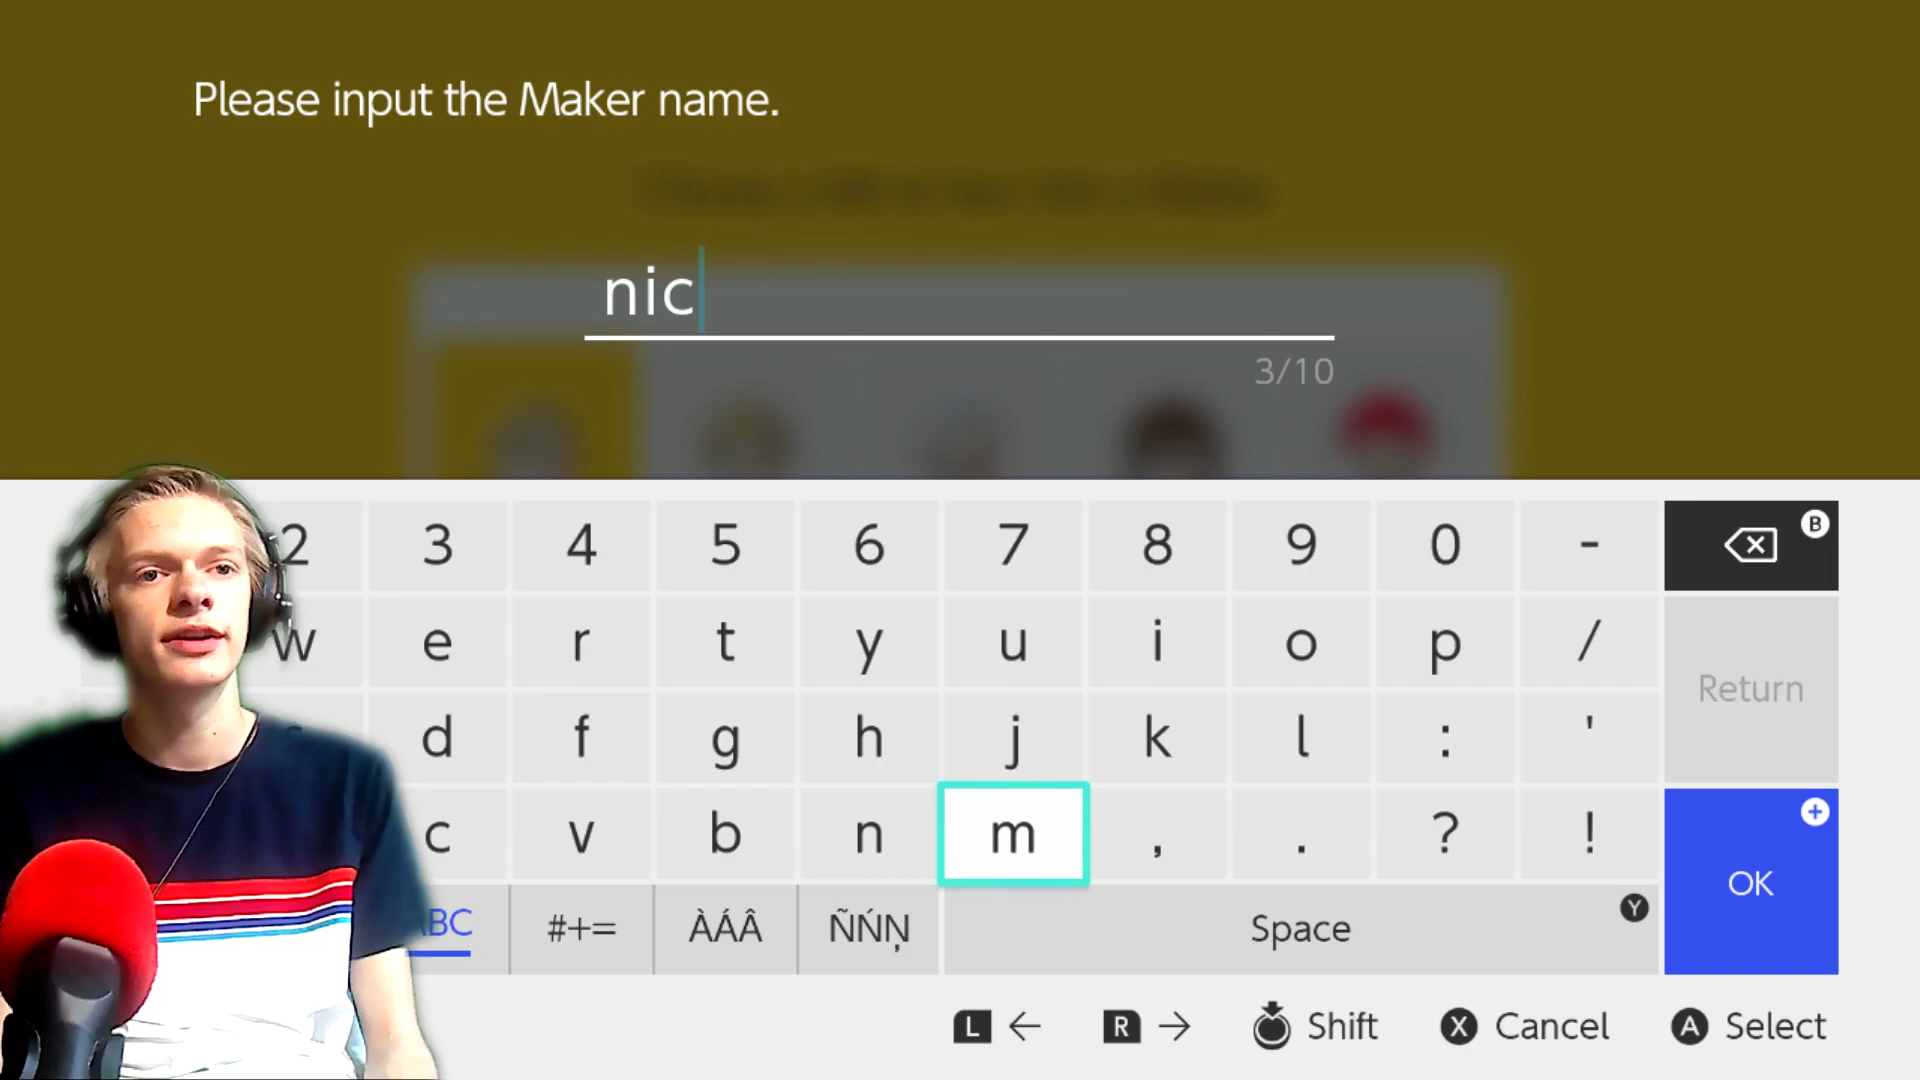 Please input the Maker name.
nic
3/10
2 3 4 5 6 7 8 9 0 - B
w e r t y u i o p /
Return
d f g h j k l : '
c v b n m , . ? ! +
OK
BC #+= ÀÁÂ ÑŃŅ Space Y
L ← R → Shift X Cancel A Select